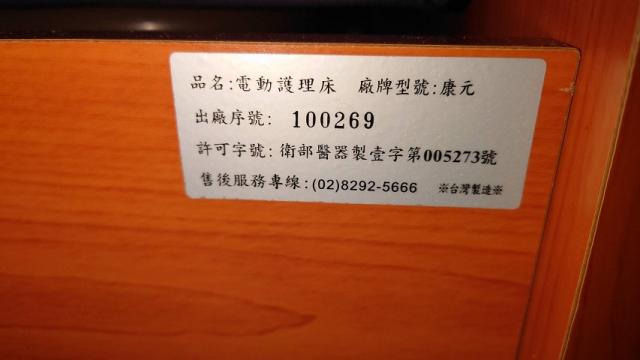 品名:電動護理床 廠牌型號:康元
出廠序號: 100269
許可字號:衛部醫器製壹字第005273號
售後服務專線:(02)8292-5666 ※台灣製造※